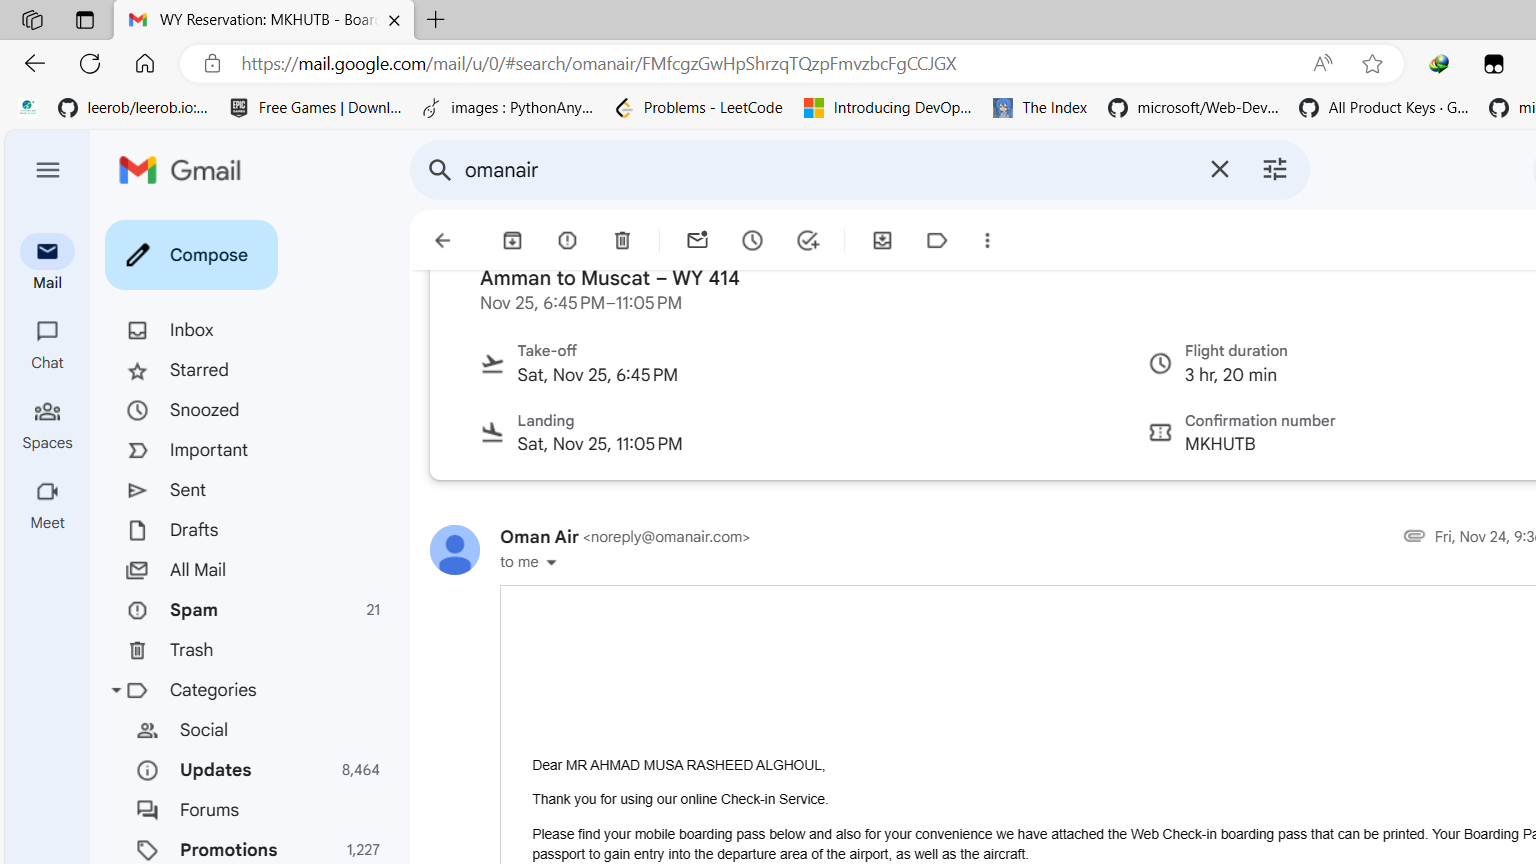 WY Reservation: MKHUTB - Boar
https://mail.google.com/mail/u/0/#search/omanair/FMfcgzGwHpShrzqTQzpFmvzbcFgCCJGX
leerob/leerob.io:...
Free Games | Downl...
images : PythonAny...
Problems - LeetCode
Introducing DevOp...
The Index
microsoft/Web-Dev...
All Product Keys · G...
mi
Gmail
omanair
Compose
Mail
Chat
Spaces
Meet
Inbox
Starred
Snoozed
Important
Sent
Drafts
All Mail
Spam 21
Trash
Categories
Social
Updates 8,464
Forums
Promotions 1,227
Amman to Muscat – WY 414
Nov 25, 6:45 PM–11:05 PM
Take-off
Sat, Nov 25, 6:45 PM
Flight duration
3 hr, 20 min
Landing
Sat, Nov 25, 11:05 PM
Confirmation number
MKHUTB
Oman Air <noreply@omanair.com>
Fri, Nov 24, 9:3
to me
Dear MR AHMAD MUSA RASHEED ALGHOUL,
Thank you for using our online Check-in Service.
Please find your mobile boarding pass below and also for your convenience we have attached the Web Check-in boarding pass that can be printed. Your Boarding Pa
passport to gain entry into the departure area of the airport, as well as the aircraft.